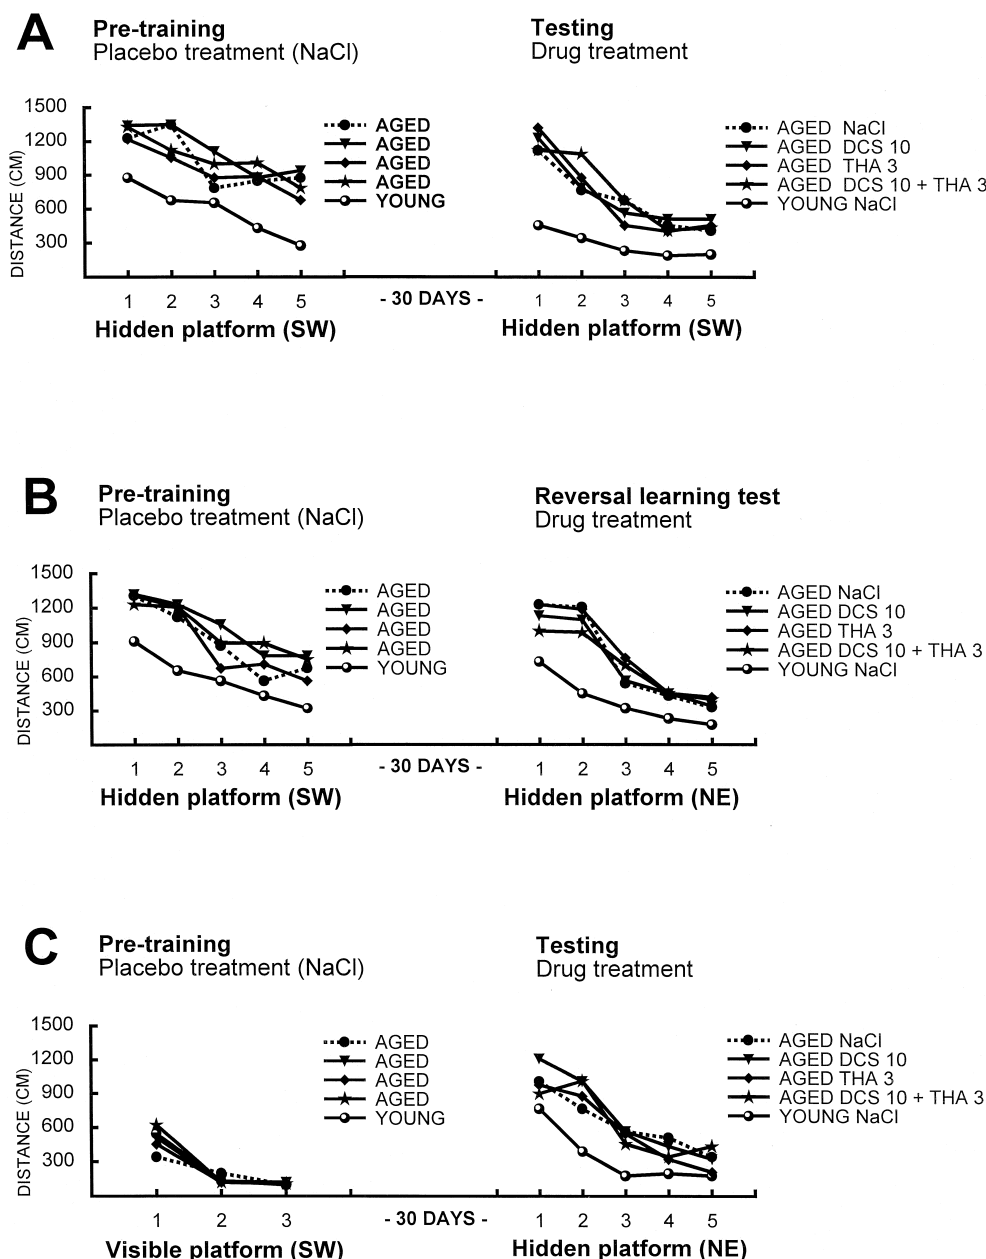 A
Pre-training
Placebo treatment (NaCl)
Testing
Drug treatment
DISTANCE (CM)
1500
1200
900
600
300
AGED
AGED
AGED
AGED
YOUNG
AGED NaCl
AGED DCS 10
AGED THA 3
AGED DCS 10 + THA 3
YOUNG NaCl
1 2 3 4 5
- 30 DAYS -
1 2 3 4 5
Hidden platform (SW)
Hidden platform (SW)
B
Pre-training
Placebo treatment (NaCl)
Reversal learning test
Drug treatment
DISTANCE (CM)
1500
1200
900
600
300
AGED
AGED
AGED
AGED
YOUNG
AGED NaCl
AGED DCS 10
AGED THA 3
AGED DCS 10 + THA 3
YOUNG NaCl
1 2 3 4 5
- 30 DAYS -
1 2 3 4 5
Hidden platform (SW)
Hidden platform (NE)
C
Pre-training
Placebo treatment (NaCl)
Testing
Drug treatment
DISTANCE (CM)
1500
1200
900
600
300
AGED
AGED
AGED
AGED
YOUNG
AGED NaCl
AGED DCS 10
AGED THA 3
AGED DCS 10 + THA 3
YOUNG NaCl
1 2 3
- 30 DAYS -
1 2 3 4 5
Visible platform (SW)
Hidden platform (NE)